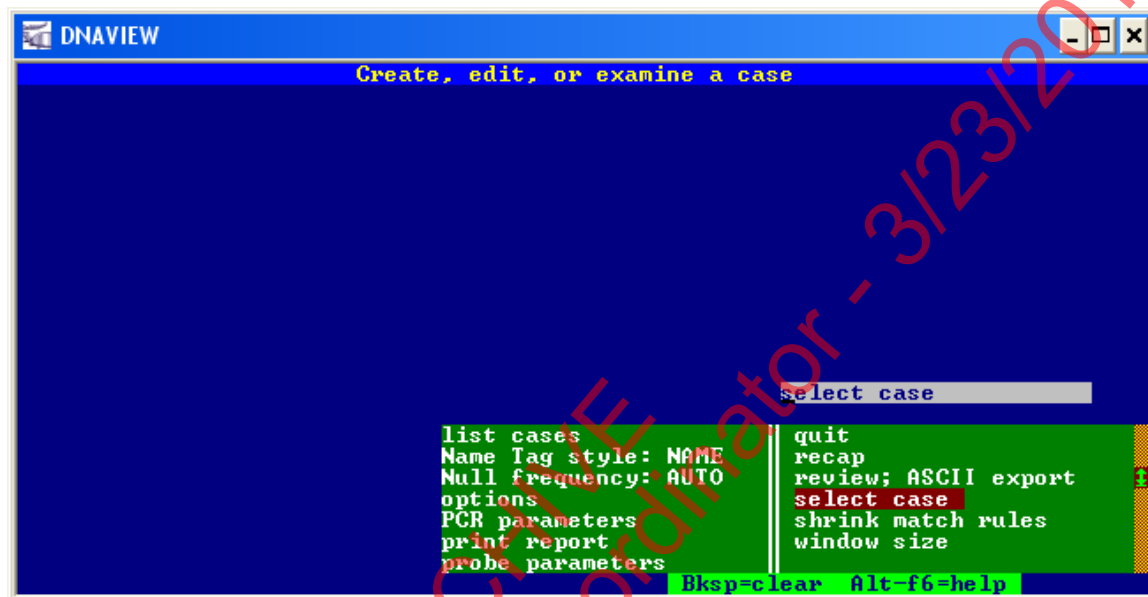 DNAVIEW
Create, edit, or examine a case
select case
list cases
Name Tag style: NAME
Null frequency: AUTO
options
PCR parameters
print report
probe parameters
quit
recap
review; ASCII export
select case
shrink match rules
window size
Bksp=clear Alt-f6=help